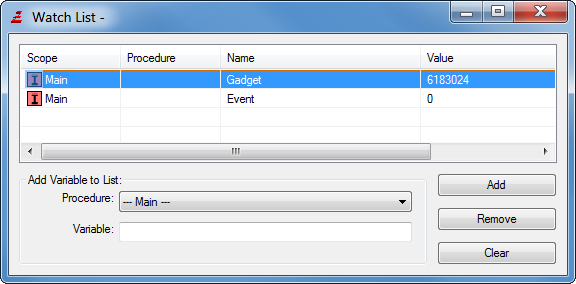 Watch List -
Scope Procedure Name Value
I Main Gadget 6183024
I Main Event 0
Add Variable to List:
Procedure: --- Main ---
Variable:
Add
Remove
Clear